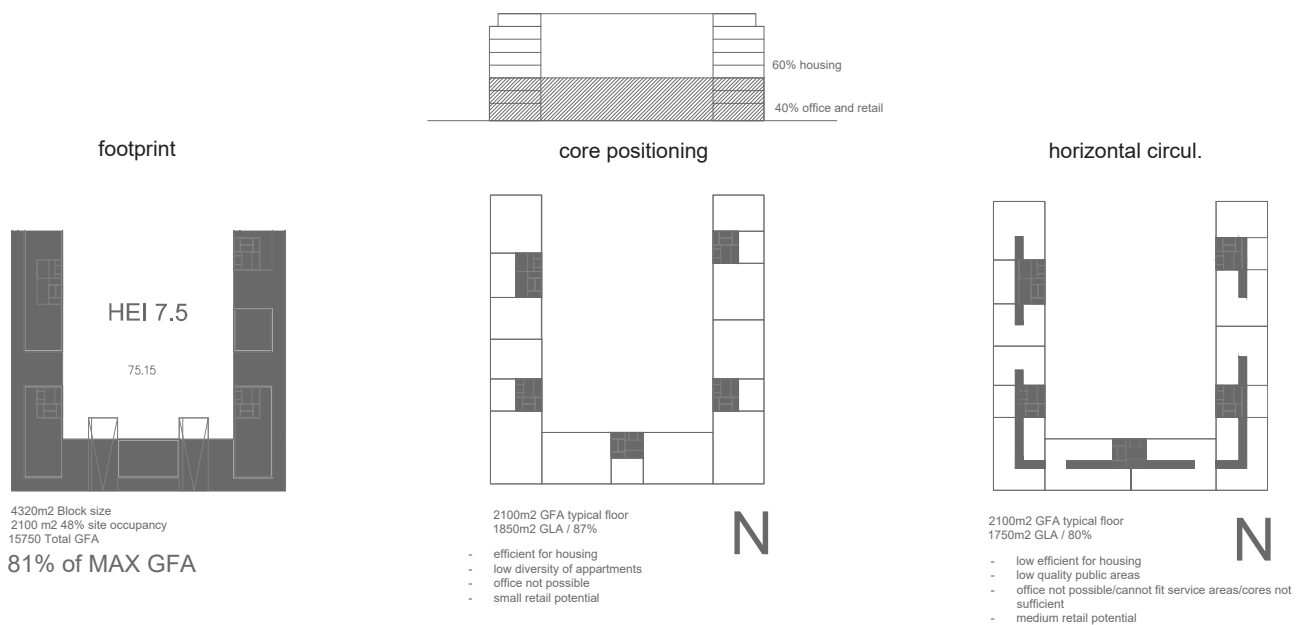 60% housing
40% office and retail
footprint
core positioning
horizontal circul.
HEI 7.5
75.15
4320m2 Block size
2100 m2 48% site occupancy
15750 Total GFA
81% of MAX GFA
2100m2 GFA typical floor
1850m2 GLA / 87%
N
- efficient for housing
- low diversity of appartments
- office not possible
- small retail potential
2100m2 GFA typical floor
1750m2 GLA / 80%
N
- low efficient for housing
- low quality public areas
- office not possible/cannot fit service areas/cores not
sufficient
- medium retail potential